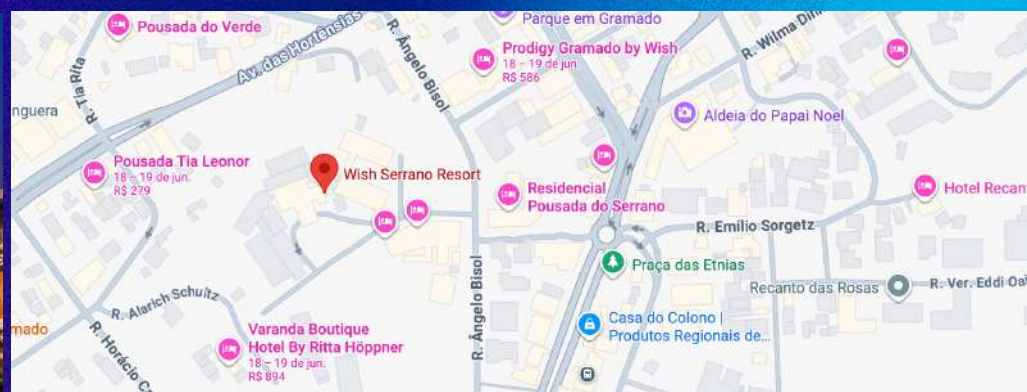 Pousada do Verde
Parque em Gramado
R. Wilma Din
Av. das Hortênsias
R. Ângelo Bisol
Prodigy Gramado by Wish
18 – 19 de jun.
R$ 586
R. Tia Rita
nguera
Aldeia do Papai Noel
Pousada Tia Leonor
18 – 19 de jun.
R$ 279
Wish Serrano Resort
Residencial
Pousada do Serrano
Hotel Recant
R. Emílio Sorgetz
Praça das Etnias
Recanto das Rosas
R. Ver. Eddi Oa
R. Alarich Schultz
mado
R. Horácio Ca
Varanda Boutique
Hotel By Ritta Höppner
18 – 19 de jun.
R$ 894
R. Ângelo Bisol
Casa do Colono |
Produtos Regionais de...